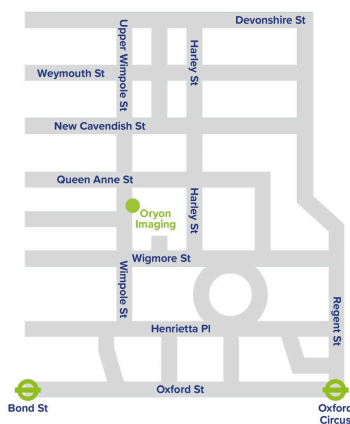 Devonshire St
Upper Wimpole St
Harley St
Weymouth St
New Cavendish St
Queen Anne St
Harley St
Oryon
Imaging
Wigmore St
Wimpole St
Regent St
Henrietta Pl
Oxford St
Bond St
Oxford
Circus